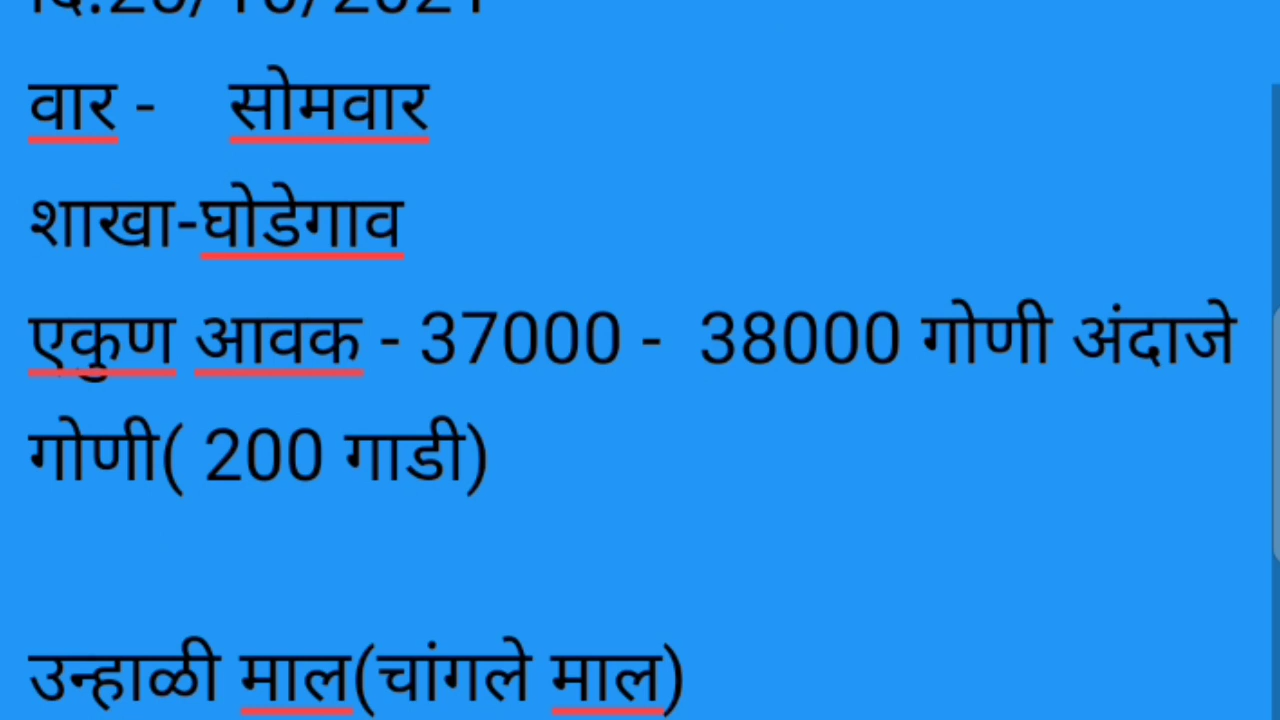 वार - सोमवार
शाखा-घोडेगाव
एकुण आवक - 37000 - 38000 गोणी अंदाजे
गोणी( 200 गाडी)
उन्हाळी माल(चांगले माल)